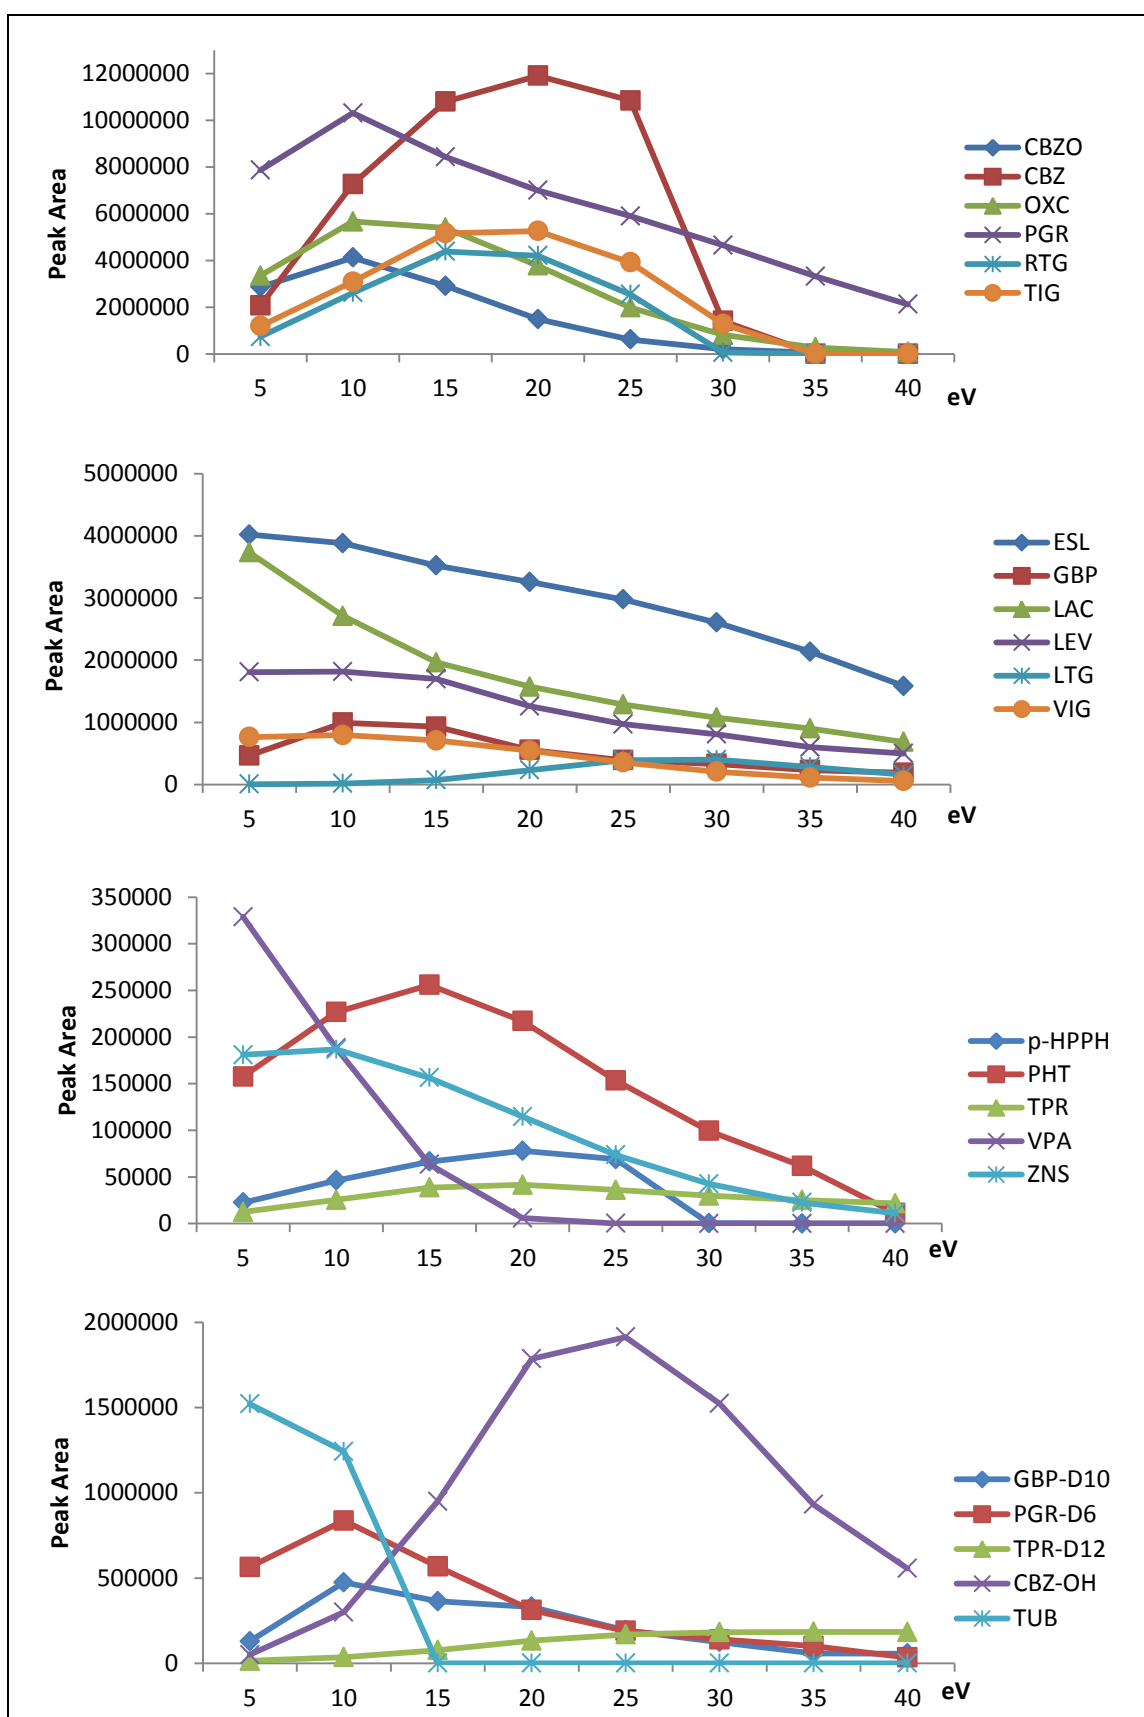 12000000
10000000
8000000
6000000
4000000
2000000
0
Peak Area
5 10 15 20 25 30 35 40 eV
CBZO
CBZ
OXC
PGR
RTG
TIG
5000000
4000000
3000000
2000000
1000000
0
Peak Area
5 10 15 20 25 30 35 40 eV
ESL
GBP
LAC
LEV
LTG
VIG
350000
300000
250000
200000
150000
100000
50000
0
Peak Area
5 10 15 20 25 30 35 40 eV
p-HPPH
PHT
TPR
VPA
ZNS
2000000
1500000
1000000
500000
0
Peak Area
5 10 15 20 25 30 35 40 eV
GBP-D10
PGR-D6
TPR-D12
CBZ-OH
TUB